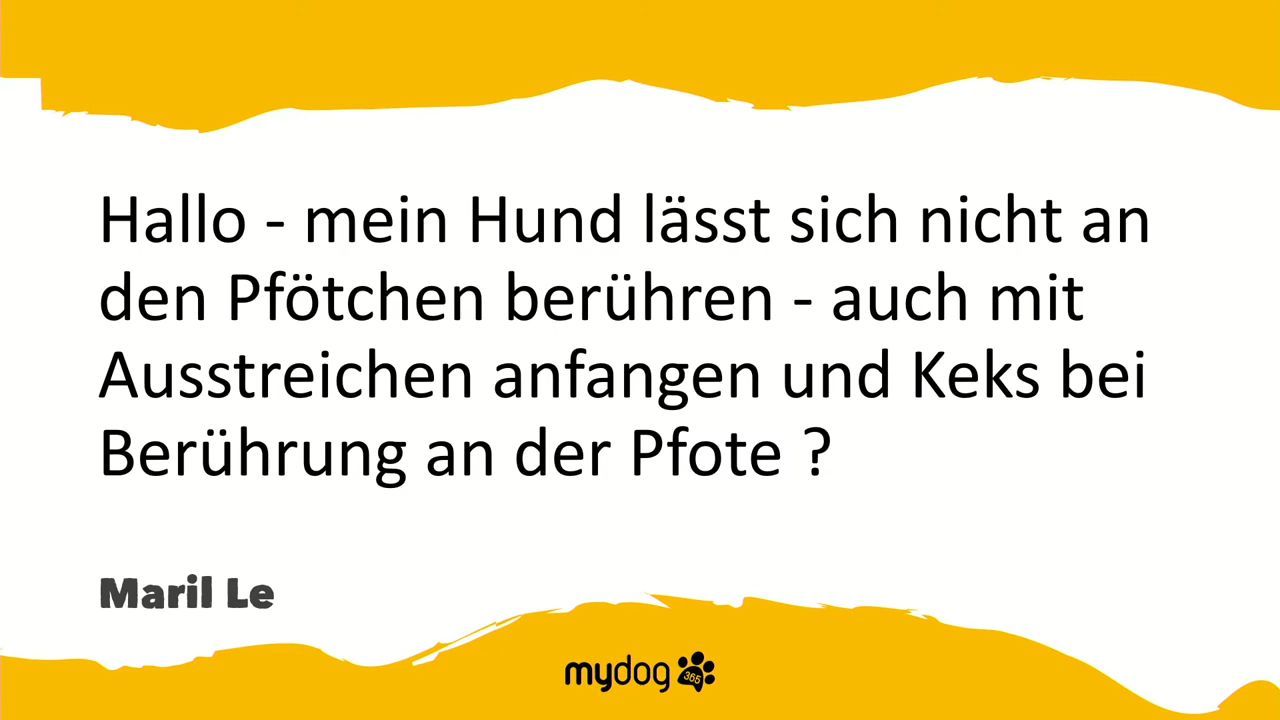 Hallo - mein Hund lässt sich nicht an
den Pfötchen berühren - auch mit
Ausstreichen anfangen und Keks bei
Berührung an der Pfote ?
Maril Le
mydog 365